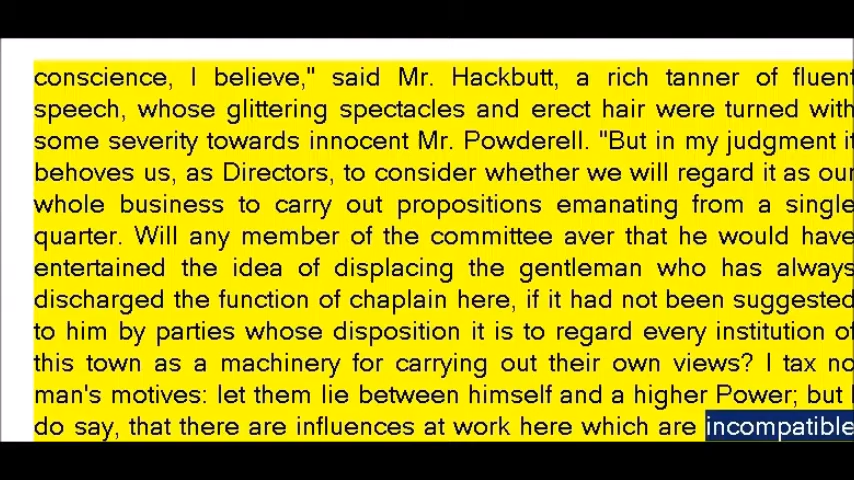 conscience, I believe," said Mr. Hackbutt, a rich tanner of fluent
speech, whose glittering spectacles and erect hair were turned with
some severity towards innocent Mr. Powderell. "But in my judgment it
behoves us, as Directors, to consider whether we will regard it as our
whole business to carry out propositions emanating from a single
quarter. Will any member of the committee aver that he would have
entertained the idea of displacing the gentleman who has always
discharged the function of chaplain here, if it had not been suggested
to him by parties whose disposition it is to regard every institution of
this town as a machinery for carrying out their own views? I tax no
man's motives: let them lie between himself and a higher Power; but I
do say, that there are influences at work here which are incompatible